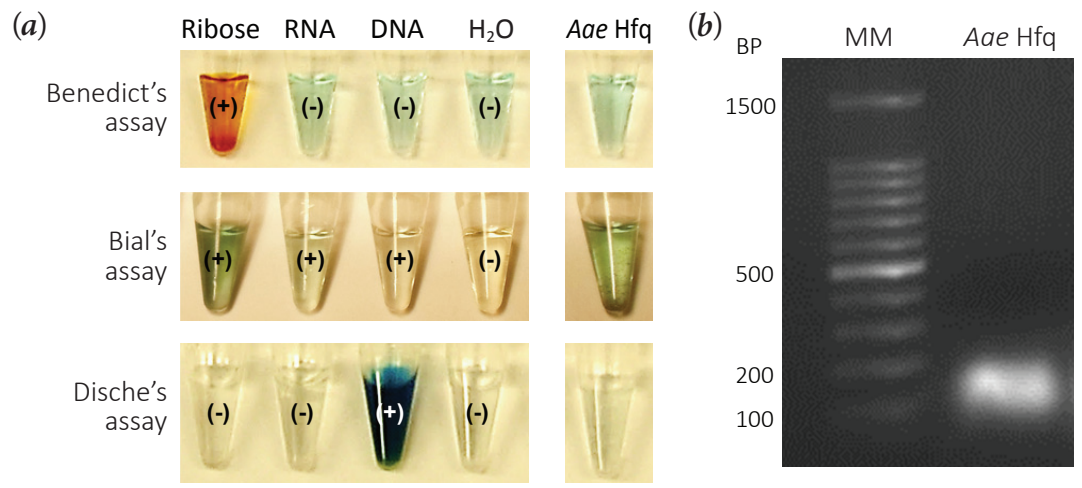 (a)
Ribose RNA DNA H₂O Aae Hfq
Benedict's
assay
(+) (-) (-) (-)
Bial's
assay
(+) (+) (+) (-)
Dische's
assay
(-) (-) (+) (-)
(b)
BP MM Aae Hfq
1500
500
200
100